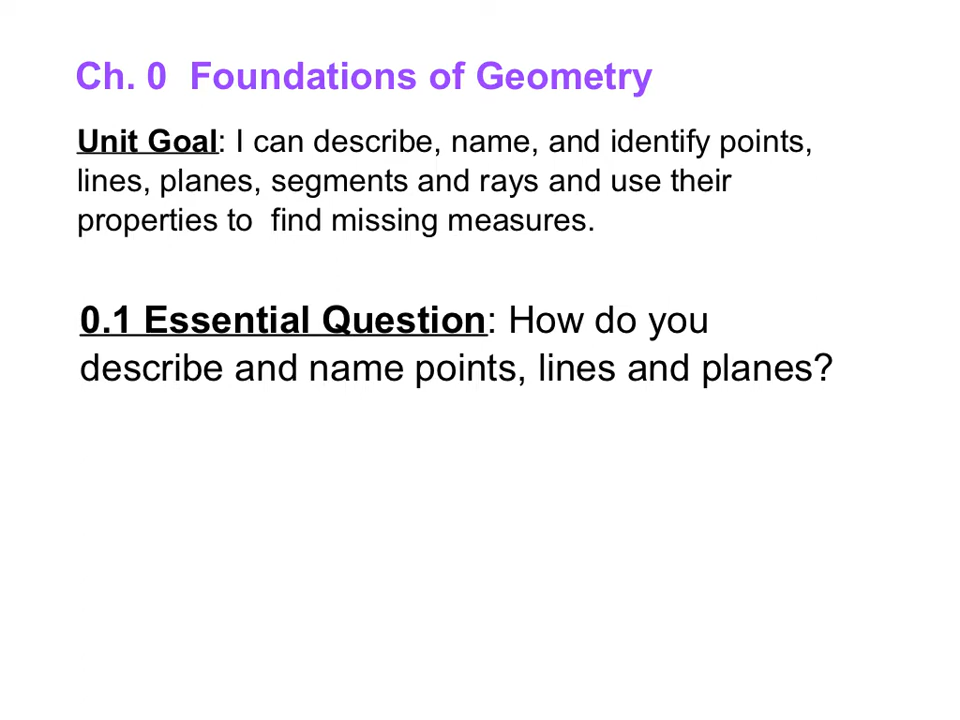 Ch. 0  Foundations of Geometry
Unit Goal: I can describe, name, and identify points,
lines, planes, segments and rays and use their
properties to  find missing measures.
0.1 Essential Question: How do you
describe and name points, lines and planes?